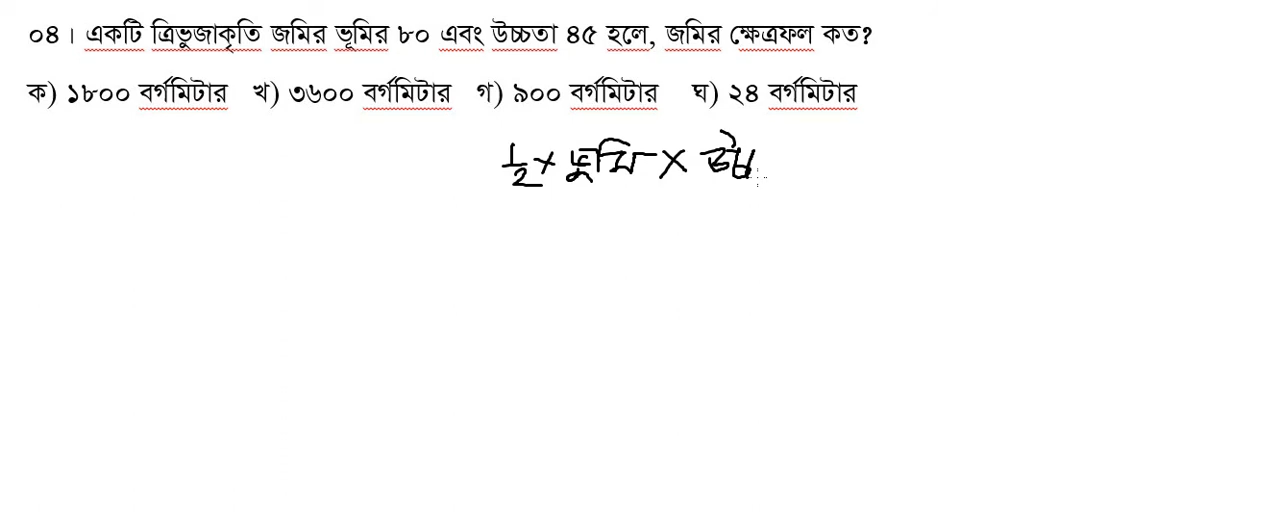 ০৪। একটি ত্রিভুজাকৃতি জমির ভূমির ৮০ এবং উচ্চতা ৪৫ হলে, জমির ক্ষেত্রফল কত?
ক) ১৮০০ বর্গমিটার খ) ৩৬০০ বর্গমিটার গ) ৯০০ বর্গমিটার ঘ) ২৪ বর্গমিটার
1/2 × ভূমি × উচ্চ